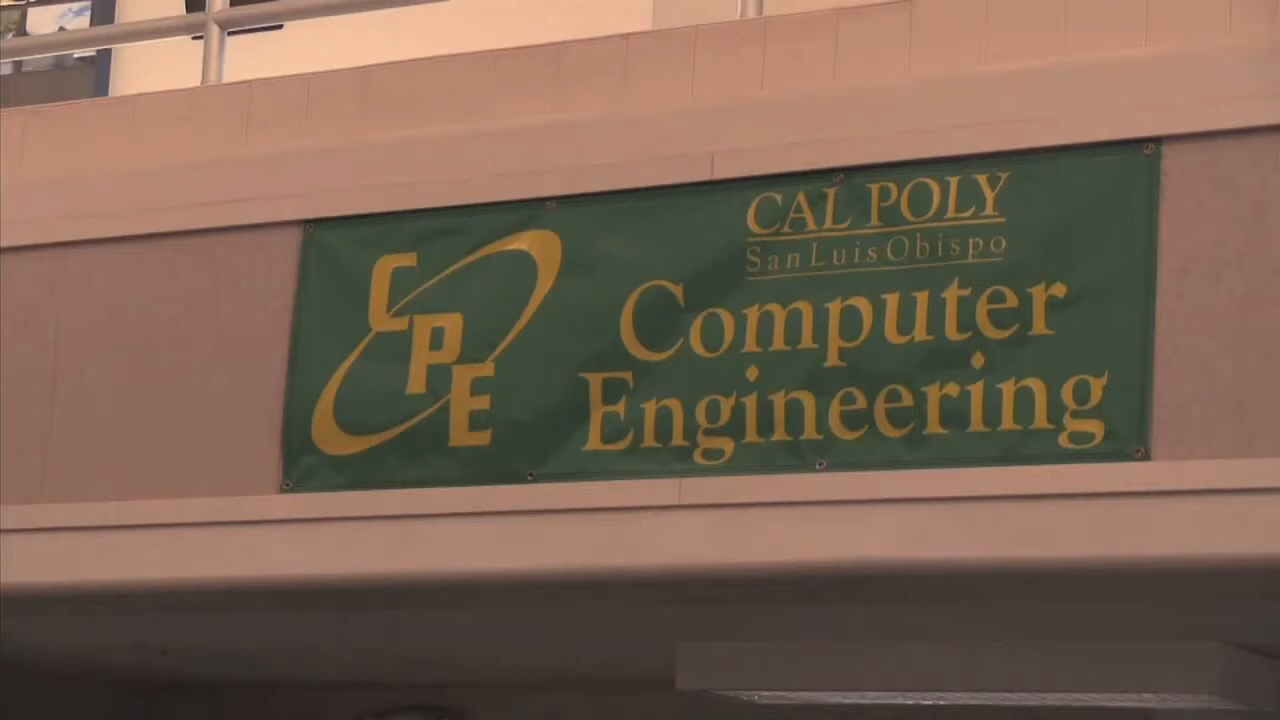 CPE
CAL POLY
San Luis Obispo
Computer
Engineering